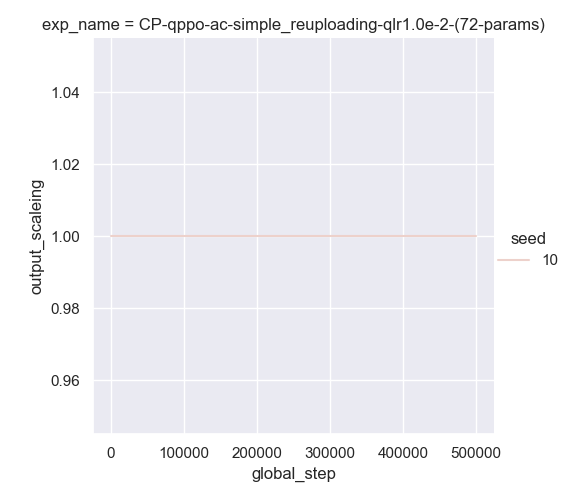 exp_name = CP-qppo-ac-simple_reuploading-qlr1.0e-2-(72-params)
1.04
1.02
1.00
0.98
0.96
output_scaleing
seed
10
0 100000 200000 300000 400000 500000
global_step